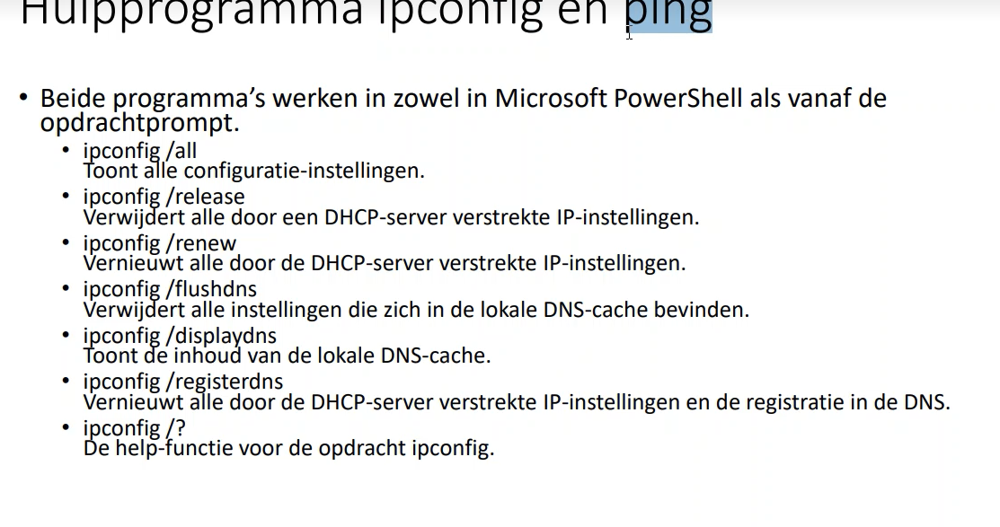 Hulpprogramma ipconfig en ping
• Beide programma's werken in zowel in Microsoft PowerShell als vanaf de
opdrachtprompt.
• ipconfig /all
Toont alle configuratie-instellingen.
• ipconfig /release
Verwijdert alle door een DHCP-server verstrekte IP-instellingen.
• ipconfig /renew
Vernieuwt alle door de DHCP-server verstrekte IP-instellingen.
• ipconfig /flushdns
Verwijdert alle instellingen die zich in de lokale DNS-cache bevinden.
• ipconfig /displaydns
Toont de inhoud van de lokale DNS-cache.
• ipconfig /registerdns
Vernieuwt alle door de DHCP-server verstrekte IP-instellingen en de registratie in de DNS.
• ipconfig /?
De help-functie voor de opdracht ipconfig.